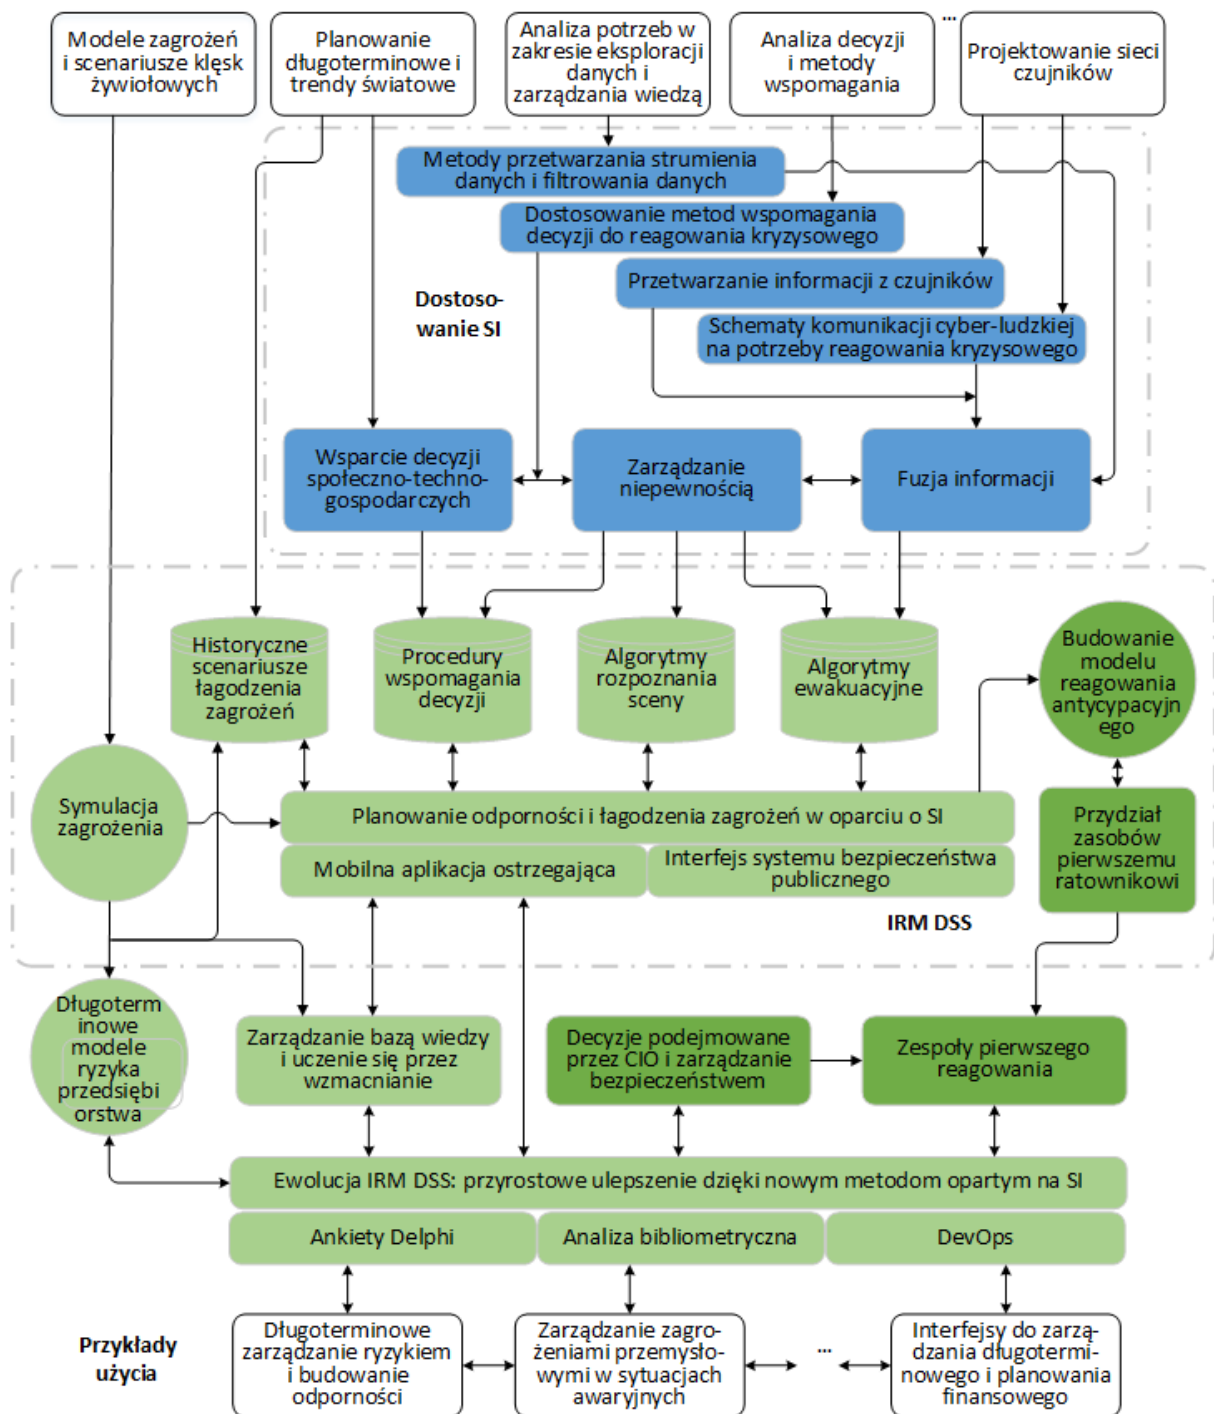 Modele zagrożeń
i scenariusze klęsk
żywiołowych
Planowanie
długoterminowe i
trendy światowe
Analiza potrzeb w
zakresie eksploracji
danych i
zarządzania wiedzą
Analiza decyzji
i metody
wspomagania
...
Projektowanie sieci
czujników
Metody przetwarzania strumienia
danych i filtrowania danych
Dostosowanie metod wspomagania
decyzji do reagowania kryzysowego
Przetwarzanie informacji z czujników
Dostoso-
wanie SI
Schematy komunikacji cyber-ludzkiej
na potrzeby reagowania kryzysowego
Wsparcie decyzji
społeczno-techno-
gospodarczych
Zarządzanie
niepewnością
Fuzja informacji
Historyczne
scenariusze
łagodzenia
zagrożeń
Procedury
wspomagania
decyzji
Algorytmy
rozpoznania
sceny
Algorytmy
ewakuacyjne
Budowanie
modelu
reagowania
antycypacyj
nego
Symulacja
zagrożenia
Planowanie odporności i łagodzenia zagrożeń w oparciu o SI
Mobilna aplikacja ostrzegająca
Interfejs systemu bezpieczeństwa
publicznego
Przydział
zasobów
pierwszemu
ratownikowi
IRM DSS
Długoterm
inowe
modele
ryzyka
przedsiębi
orstwa
Zarządzanie bazą wiedzy
i uczenie się przez
wzmacnianie
Decyzje podejmowane
przez CIO i zarządzanie
bezpieczeństwem
Zespoły pierwszego
reagowania
Ewolucja IRM DSS: przyrostowe ulepszenie dzięki nowym metodom opartym na SI
Ankiety Delphi
Analiza bibliometryczna
DevOps
Przykłady
użycia
Długoterminowe
zarządzanie ryzykiem
i budowanie
odporności
Zarządzanie zagro-
żeniami przemysło-
wymi w sytuacjach
awaryjnych
...
Interfejsy do zarzą-
dzania długotermi-
nowego i planowania
finansowego